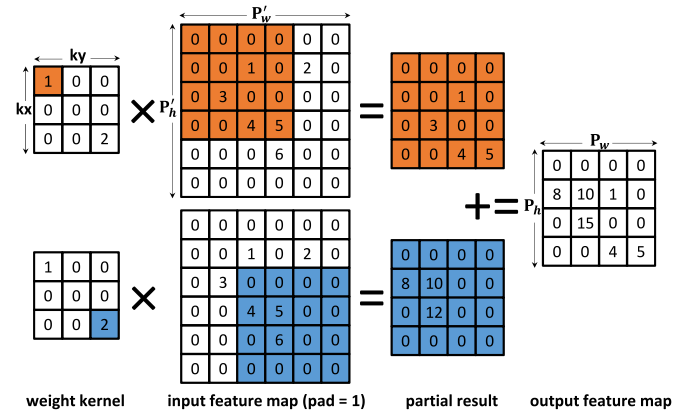 ky
kx
1 0 0
0 0 0
0 0 2
×
P′w
P′h
0 0 0 0 0 0
0 0 1 0 2 0
0 3 0 0 0 0
0 0 4 5 0 0
0 0 0 6 0 0
0 0 0 0 0 0
=
0 0 0 0
0 0 1 0
0 3 0 0
0 0 4 5
1 0 0
0 0 0
0 0 2
×
0 0 0 0 0 0
0 0 1 0 2 0
0 3 0 0 0 0
0 0 4 5 0 0
0 0 0 6 0 0
0 0 0 0 0 0
=
0 0 0 0
8 10 0 0
0 12 0 0
0 0 0 0
+=
Pw
Ph
0 0 0 0
8 10 1 0
0 15 0 0
0 0 4 5
weight kernel
input feature map (pad = 1)
partial result
output feature map